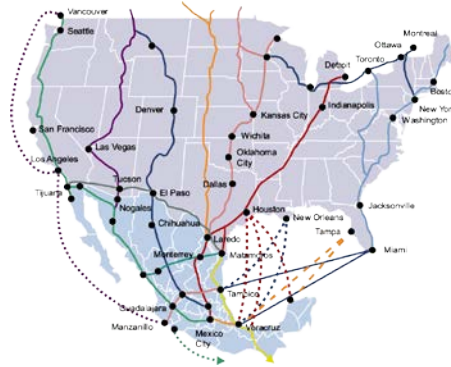 Vancouver
Seattle
Montreal
Ottawa
Toronto
Detroit
Boston
New York
Denver
Indianapolis
Kansas City
Washington
San Francisco
Wichita
Las Vegas
Oklahoma
City
Los Angeles
Tucson
Dallas
Tijuana
El Paso
Nogales
Houston
Jacksonville
New Orleans
Chihuahua
Tampa
Laredo
Miami
Monterrey
Matamoros
Tampico
Guadalajara
Manzanillo
Mexico
City
Veracruz